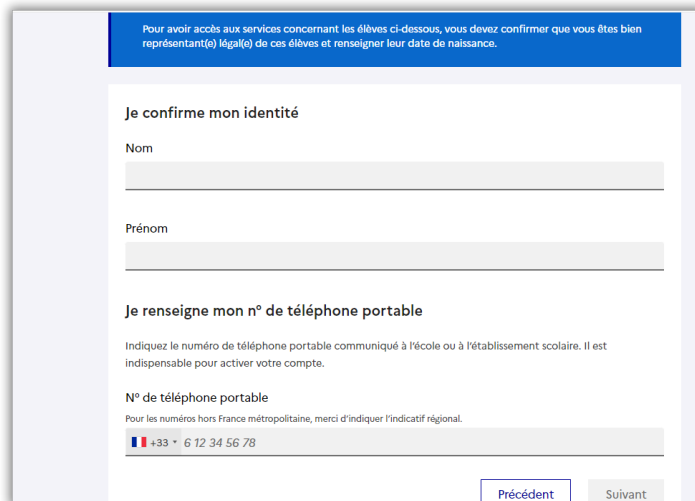 Pour avoir accès aux services concernant les élèves ci-dessous, vous devez confirmer que vous êtes bien
représentant(e) légal(e) de ces élèves et renseigner leur date de naissance.
Je confirme mon identité
Nom
Prénom
Je renseigne mon n° de téléphone portable
Indiquez le numéro de téléphone portable communiqué à l'école ou à l'établissement scolaire. Il est
indispensable pour activer votre compte.
N° de téléphone portable
Pour les numéros hors France métropolitaine, merci d'indiquer l'indicatif régional.
+33 6 12 34 56 78
Précédent Suivant